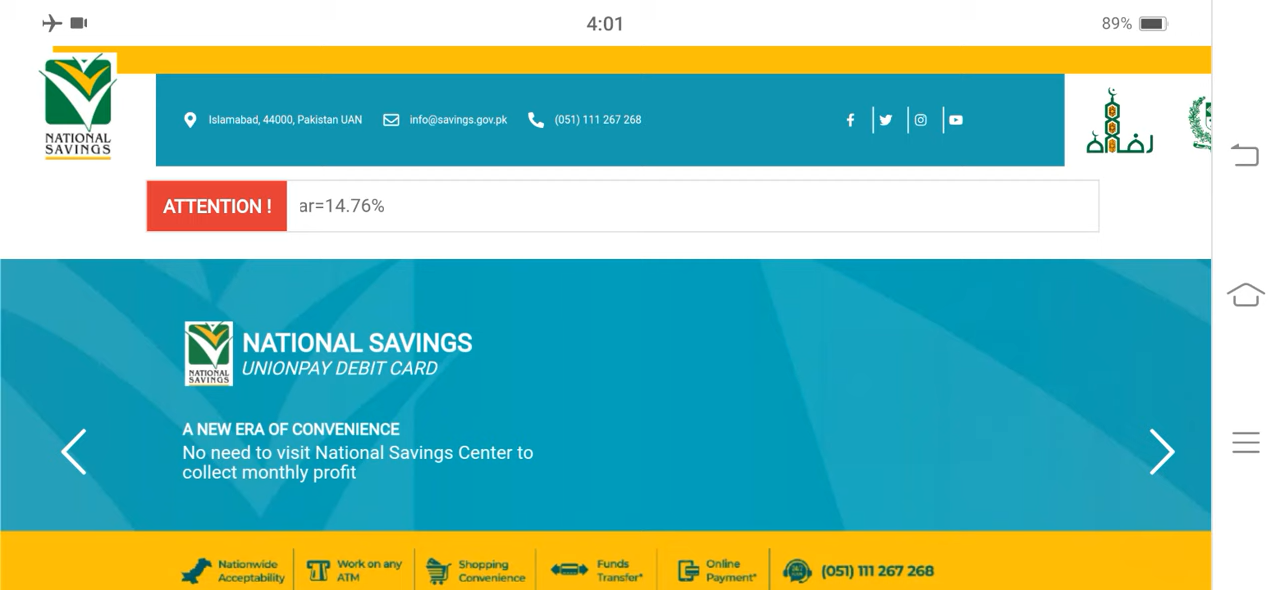 4:01
89%
NATIONAL
SAVINGS
Islamabad, 44000, Pakistan UAN
info@savings.gov.pk
(051) 111 267 268
رمضان
ATTENTION !
ar=14.76%
NATIONAL
SAVINGS
NATIONAL SAVINGS
UNIONPAY DEBIT CARD
A NEW ERA OF CONVENIENCE
No need to visit National Savings Center to
collect monthly profit
Nationwide
Acceptability
Work on any
ATM
Shopping
Convenience
Funds
Transfer*
Online
Payment*
(051) 111 267 268